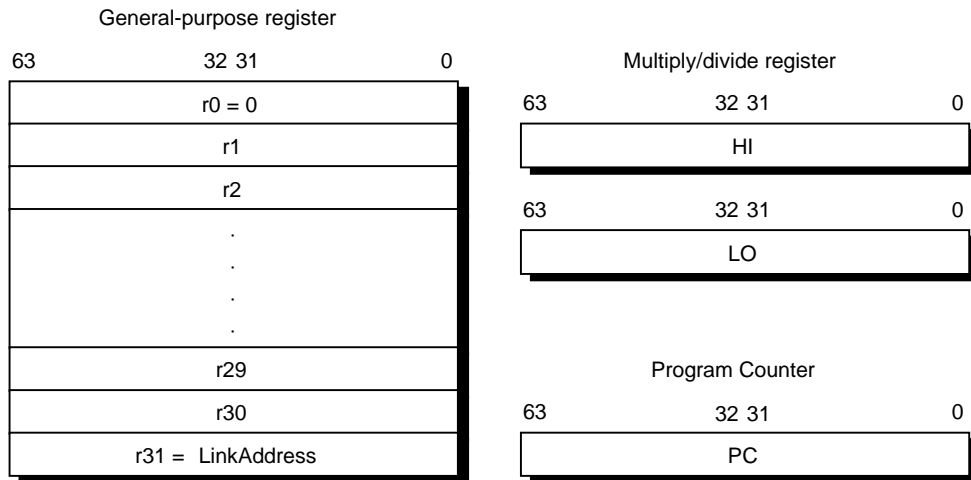 General-purpose register
63 32 31 0
r0 = 0
r1
r2
.
.
.
.
r29
r30
r31 = LinkAddress
Multiply/divide register
63 32 31 0
HI
63 32 31 0
LO
Program Counter
63 32 31 0
PC